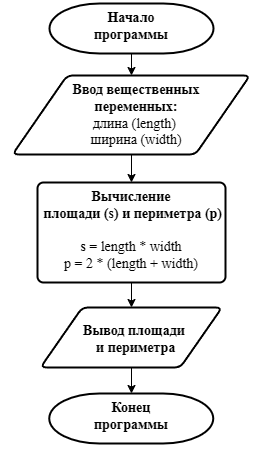 Начало
программы
Ввод вещественных
переменных:
длина (length)
ширина (width)
Вычисление
площади (s) и периметра (p)
s = length * width
p = 2 * (length + width)
Вывод площади
и периметра
Конец
программы